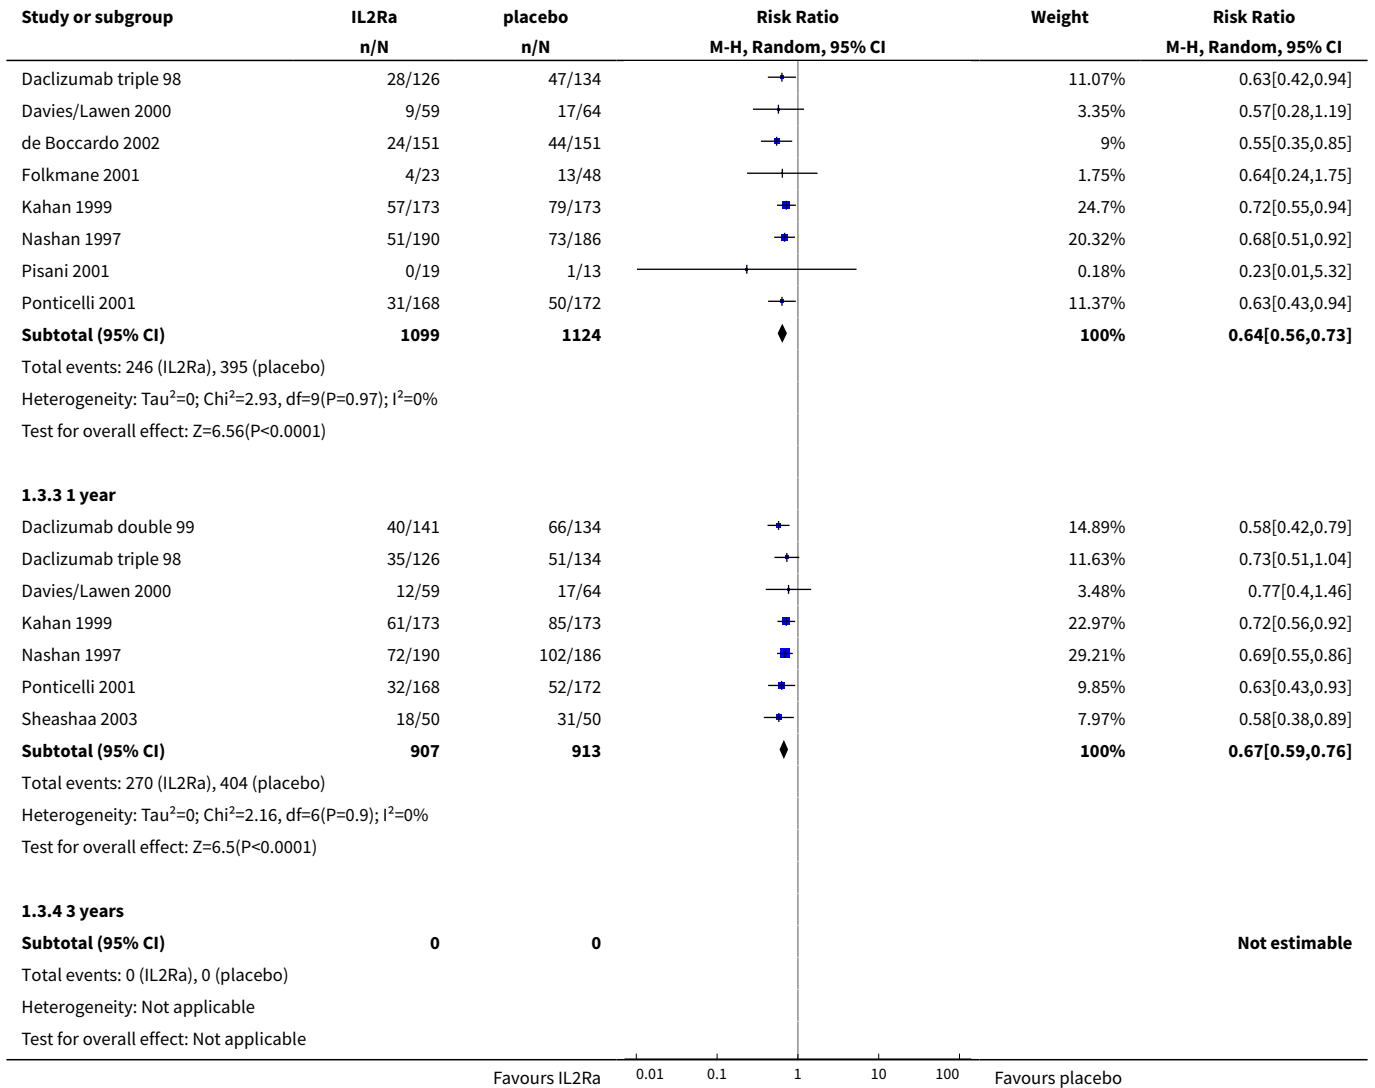 Study or subgroup IL2Ra placebo Risk Ratio Weight Risk Ratio
n/N n/N M-H, Random, 95% CI M-H, Random, 95% CI
Daclizumab triple 98 28/126 47/134 11.07% 0.63[0.42,0.94]
Davies/Lawen 2000 9/59 17/64 3.35% 0.57[0.28,1.19]
de Boccardo 2002 24/151 44/151 9% 0.55[0.35,0.85]
Folkmane 2001 4/23 13/48 1.75% 0.64[0.24,1.75]
Kahan 1999 57/173 79/173 24.7% 0.72[0.55,0.94]
Nashan 1997 51/190 73/186 20.32% 0.68[0.51,0.92]
Pisani 2001 0/19 1/13 0.18% 0.23[0.01,5.32]
Ponticelli 2001 31/168 50/172 11.37% 0.63[0.43,0.94]
Subtotal (95% CI) 1099 1124 100% 0.64[0.56,0.73]
Total events: 246 (IL2Ra), 395 (placebo)
Heterogeneity: Tau²=0; Chi²=2.93, df=9(P=0.97); I²=0%
Test for overall effect: Z=6.56(P<0.0001)
1.3.3 1 year
Daclizumab double 99 40/141 66/134 14.89% 0.58[0.42,0.79]
Daclizumab triple 98 35/126 51/134 11.63% 0.73[0.51,1.04]
Davies/Lawen 2000 12/59 17/64 3.48% 0.77[0.4,1.46]
Kahan 1999 61/173 85/173 22.97% 0.72[0.56,0.92]
Nashan 1997 72/190 102/186 29.21% 0.69[0.55,0.86]
Ponticelli 2001 32/168 52/172 9.85% 0.63[0.43,0.93]
Sheashaa 2003 18/50 31/50 7.97% 0.58[0.38,0.89]
Subtotal (95% CI) 907 913 100% 0.67[0.59,0.76]
Total events: 270 (IL2Ra), 404 (placebo)
Heterogeneity: Tau²=0; Chi²=2.16, df=6(P=0.9); I²=0%
Test for overall effect: Z=6.5(P<0.0001)
1.3.4 3 years
Subtotal (95% CI) 0 0 Not estimable
Total events: 0 (IL2Ra), 0 (placebo)
Heterogeneity: Not applicable
Test for overall effect: Not applicable
Favours IL2Ra 0.01 0.1 1 10 100 Favours placebo